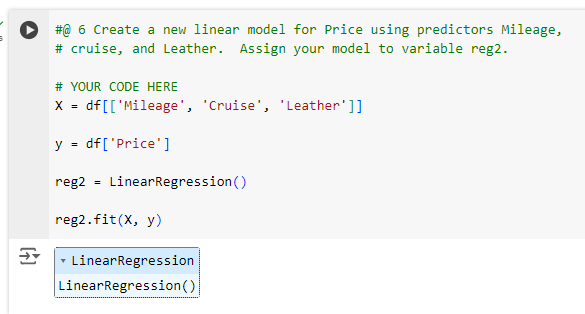 #@ 6 Create a new linear model for Price using predictors Mileage,
# cruise, and Leather.  Assign your model to variable reg2.
# YOUR CODE HERE
X = df[['Mileage', 'Cruise', 'Leather']]
y = df['Price']
reg2 = LinearRegression()
reg2.fit(X, y)
LinearRegression
LinearRegression()